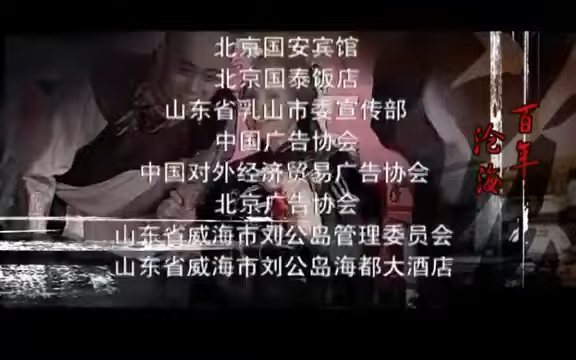 北京国安宾馆
北京国泰饭店
山东省乳山市委宣传部
中国广告协会
中国对外经济贸易广告协会
北京广告协会
山东省威海市刘公岛管理委员会
山东省威海市刘公岛海都大酒店
百年
沧海